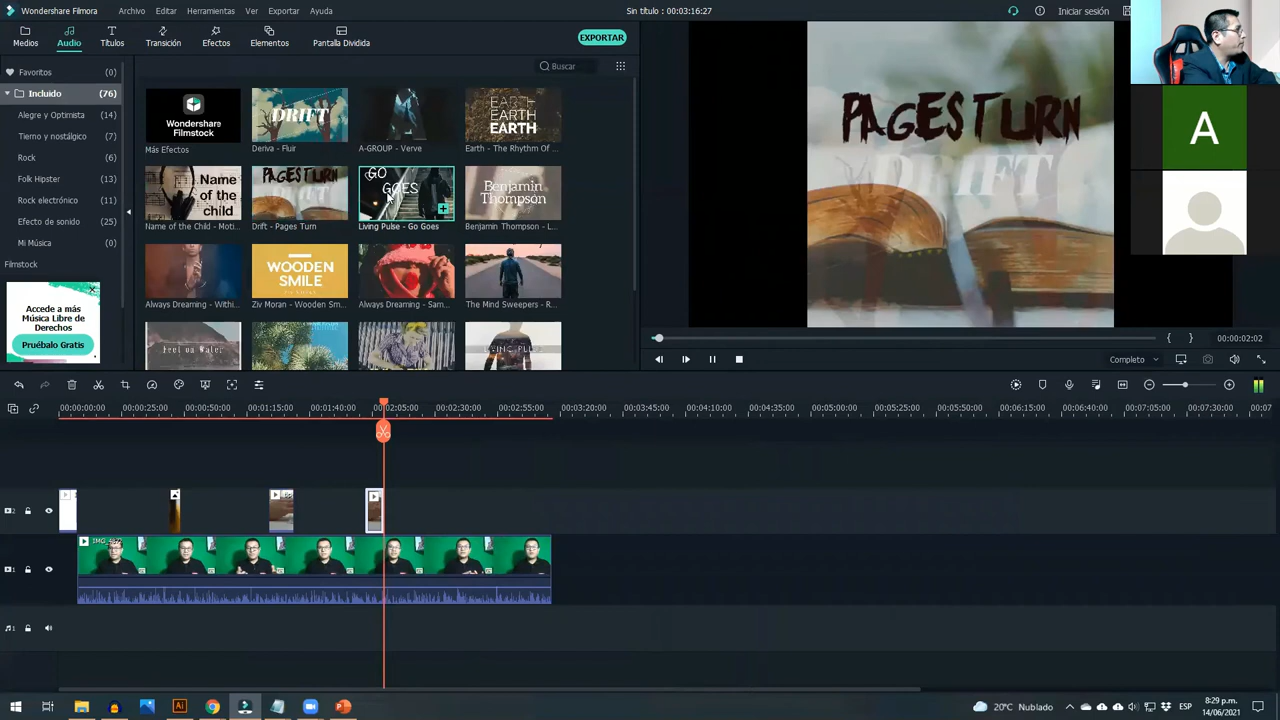 Wondershare Filmora
Archivo
Editar
Herramientas
Ver
Exportar
Ayuda
Sin título : 00:03:16:27
Iniciar sesión
Medios
Audio
Títulos
Transición
Efectos
Elementos
Pantalla Dividida
EXPORTAR
Favoritos (0)
Incluido (76)
Alegre y Optimista (14)
Tierno y nostálgico (7)
Rock (6)
Folk Hipster (13)
Rock electrónico (11)
Efecto de sonido (25)
Mi Música (0)
Filmstock
Accede a más
Música Libre de
Derechos
Pruébalo Gratis
Buscar
Wondershare
Filmstock
Más Efectos
DRIFT
Deriva - Fluir
A-GROUP - Verve
EARTH
EARTH
EARTH
Earth - The Rhythm Of ...
Name
of the
child
Name of the Child - Moti...
PAGES TURN
Drift - Pages Turn
GO
GOES
Living Pulse - Go Goes
Benjamin
Thompson
Benjamin Thompson - L...
Always Dreaming - Withi...
WOODEN
SMILE
Ziv Moran - Wooden Sm...
Always Dreaming - Sam...
The Mind Sweepers - R...
LIVING PULSE
PAGES TURN
DRIFT
A
00:00:02:02
Completo
00:00:00:00
00:00:25:00
00:00:50:00
00:01:15:00
00:01:40:00
00:02:05:00
00:02:30:00
00:02:55:00
00:03:20:00
00:03:45:00
00:04:10:00
00:04:35:00
00:05:00:00
00:05:25:00
00:05:50:00
00:06:15:00
00:06:40:00
00:07:05:00
00:07:30:00
00:07
2
1
1
20°C Nublado
ESP
8:29 p.m.
14/06/2021